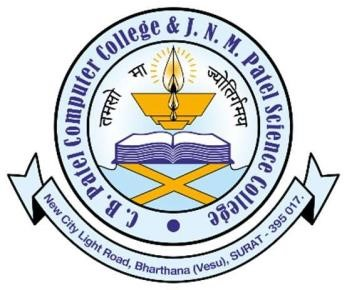 C. B. Patel Computer College & J. N. M. Patel Science College
तमसो मा ज्योतिर्गमय
New City Light Road, Bharthana (Vesu), SURAT - 395 017.